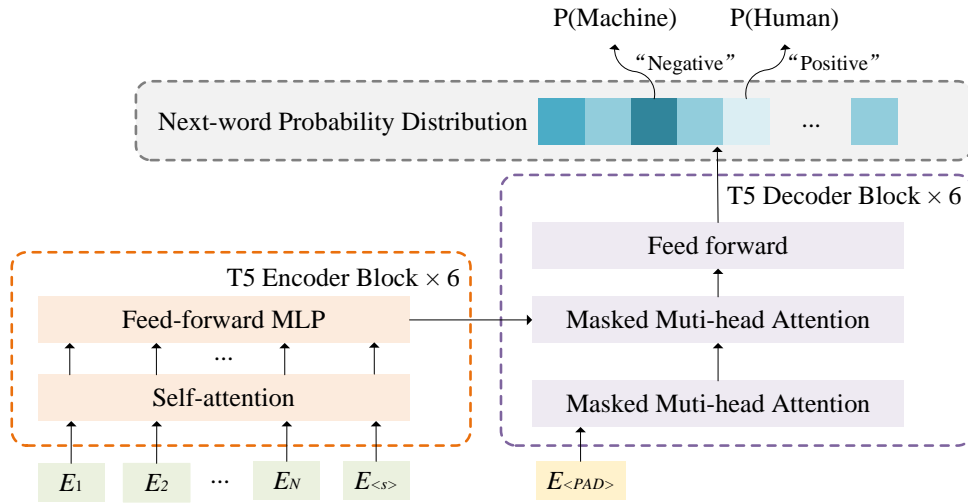 P(Machine) P(Human)
“Negative” “Positive”
Next-word Probability Distribution ...
T5 Decoder Block × 6
Feed forward
T5 Encoder Block × 6
Feed-forward MLP
Masked Muti-head Attention
...
Self-attention
Masked Muti-head Attention
E1 E2 ... EN E<s> E<PAD>